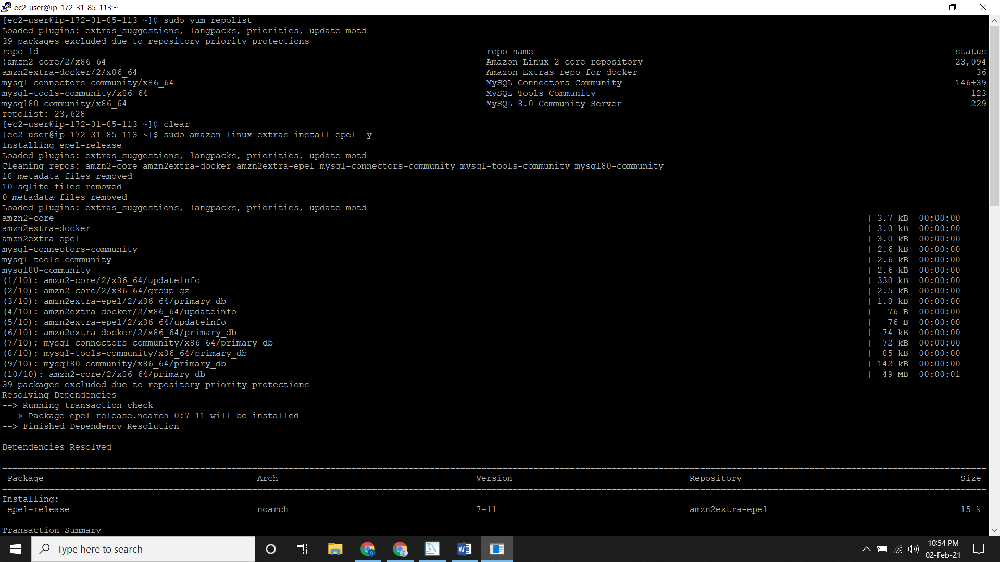 ec2-user@ip-172-31-85-113:~
[ec2-user@ip-172-31-85-113 ~]$ sudo yum repolist
Loaded plugins: extras_suggestions, langpacks, priorities, update-motd
39 packages excluded due to repository priority protections
repo id repo name status
!amzn2-core/2/x86_64 Amazon Linux 2 core repository 23,094
amzn2extra-docker/2/x86_64 Amazon Extras repo for docker 36
mysql-connectors-community/x86_64 MySQL Connectors Community 146+39
mysql-tools-community/x86_64 MySQL Tools Community 123
mysql80-community/x86_64 MySQL 8.0 Community Server 229
repolist: 23,628
[ec2-user@ip-172-31-85-113 ~]$ clear
[ec2-user@ip-172-31-85-113 ~]$ sudo amazon-linux-extras install epel -y
Installing epel-release
Loaded plugins: extras_suggestions, langpacks, priorities, update-motd
Cleaning repos: amzn2-core amzn2extra-docker amzn2extra-epel mysql-connectors-community mysql-tools-community mysql80-community
18 metadata files removed
10 sqlite files removed
0 metadata files removed
Loaded plugins: extras_suggestions, langpacks, priorities, update-motd
amzn2-core | 3.7 kB 00:00:00
amzn2extra-docker | 3.0 kB 00:00:00
amzn2extra-epel | 3.0 kB 00:00:00
mysql-connectors-community | 2.6 kB 00:00:00
mysql-tools-community | 2.6 kB 00:00:00
mysql80-community | 2.6 kB 00:00:00
(1/10): amzn2-core/2/x86_64/updateinfo | 330 kB 00:00:00
(2/10): amzn2-core/2/x86_64/group_gz | 2.5 kB 00:00:00
(3/10): amzn2extra-epel/2/x86_64/primary_db | 1.8 kB 00:00:00
(4/10): amzn2extra-docker/2/x86_64/updateinfo | 76 B 00:00:00
(5/10): amzn2extra-epel/2/x86_64/updateinfo | 76 B 00:00:00
(6/10): amzn2extra-docker/2/x86_64/primary_db | 74 kB 00:00:00
(7/10): mysql-connectors-community/x86_64/primary_db | 72 kB 00:00:00
(8/10): mysql-tools-community/x86_64/primary_db | 85 kB 00:00:00
(9/10): mysql80-community/x86_64/primary_db | 142 kB 00:00:00
(10/10): amzn2-core/2/x86_64/primary_db | 49 MB 00:00:01
39 packages excluded due to repository priority protections
Resolving Dependencies
--> Running transaction check
---> Package epel-release.noarch 0:7-11 will be installed
--> Finished Dependency Resolution
Dependencies Resolved
Package Arch Version Repository Size
Installing:
epel-release noarch 7-11 amzn2extra-epel 15 k
Transaction Summary
Type here to search
10:54 PM
02-Feb-21